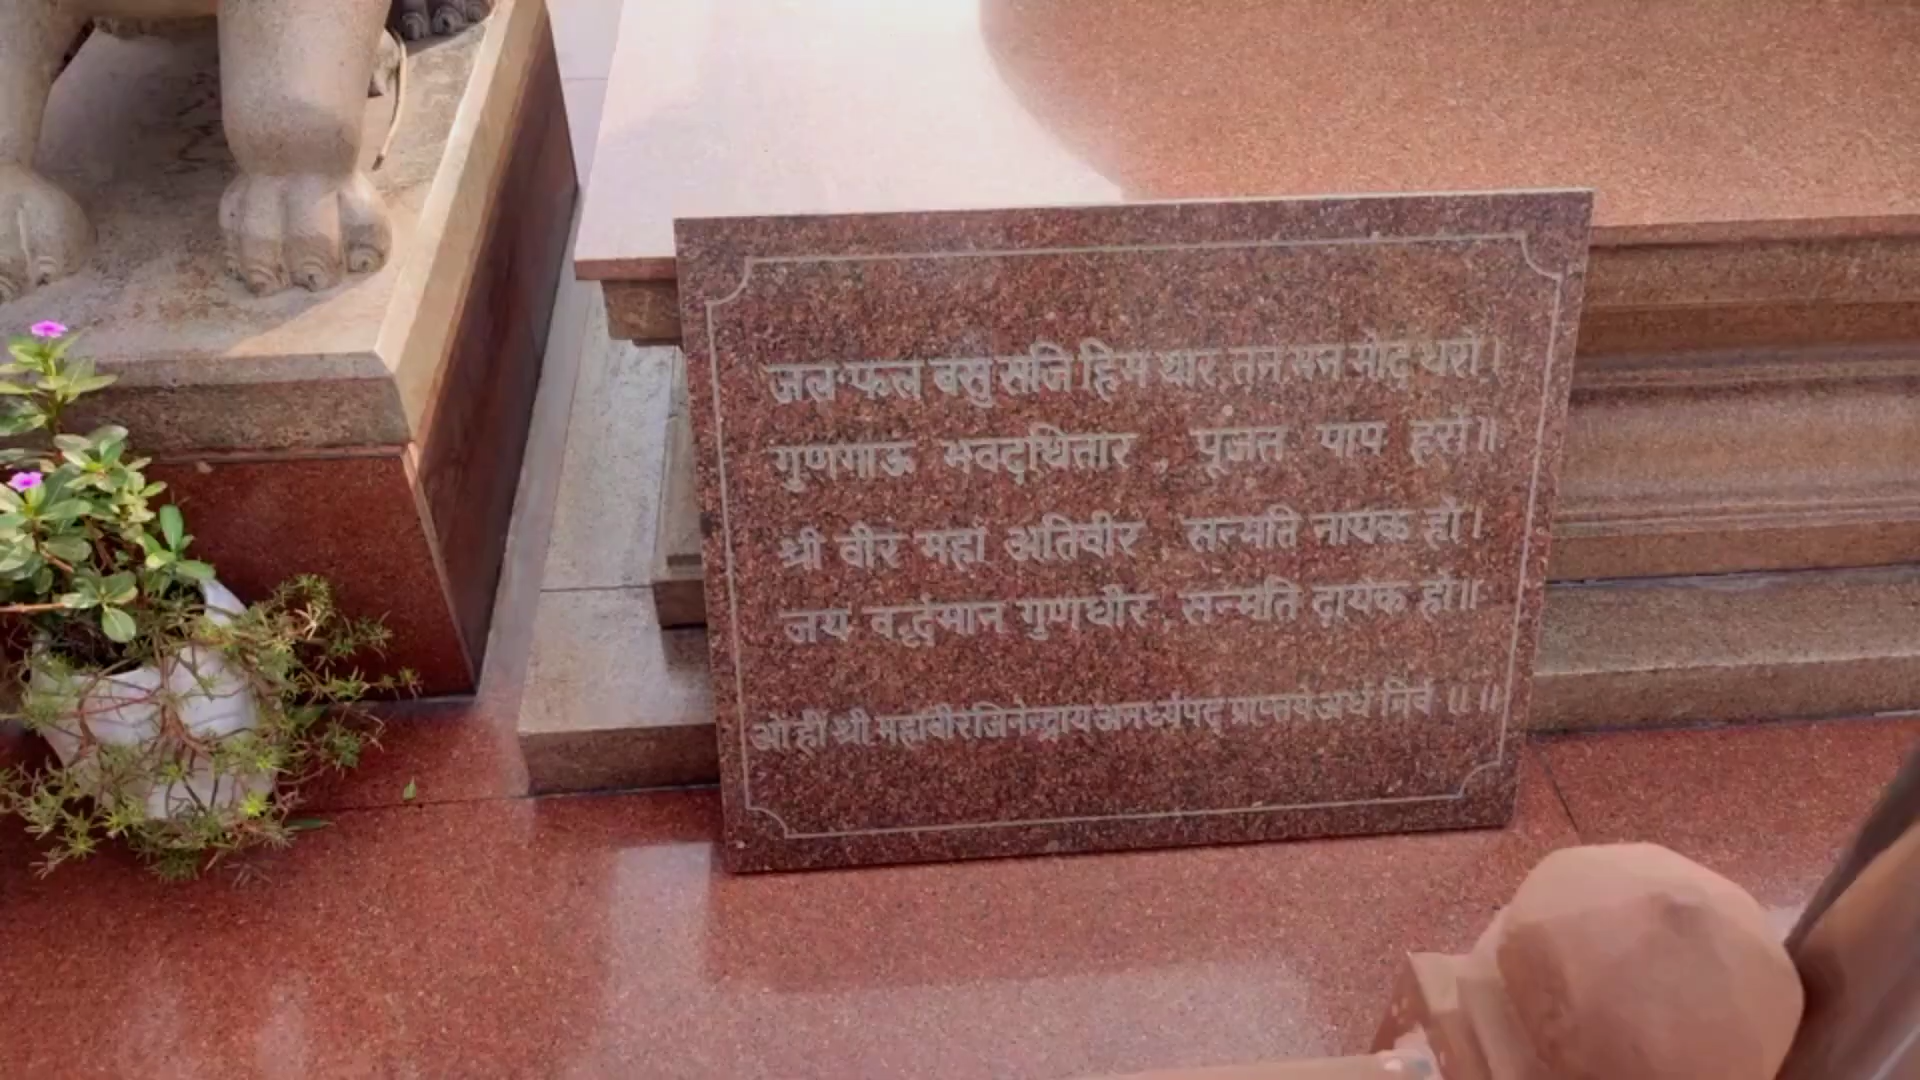 जल फल बसु सजि हिम थार, तन मन मोद धरों।
गुणगाऊ भवदधितार , पूजत पाप हरों॥
श्री वीर महा अतिवीर , सन्मति नायक हो।
जय वर्द्धमान गुणधीर , सन्मति दायक हो॥
ओं ह्रीं श्री महावीरजिनेन्द्राय अनर्घ्यपद प्राप्तये अर्घं निर्व ॥॥